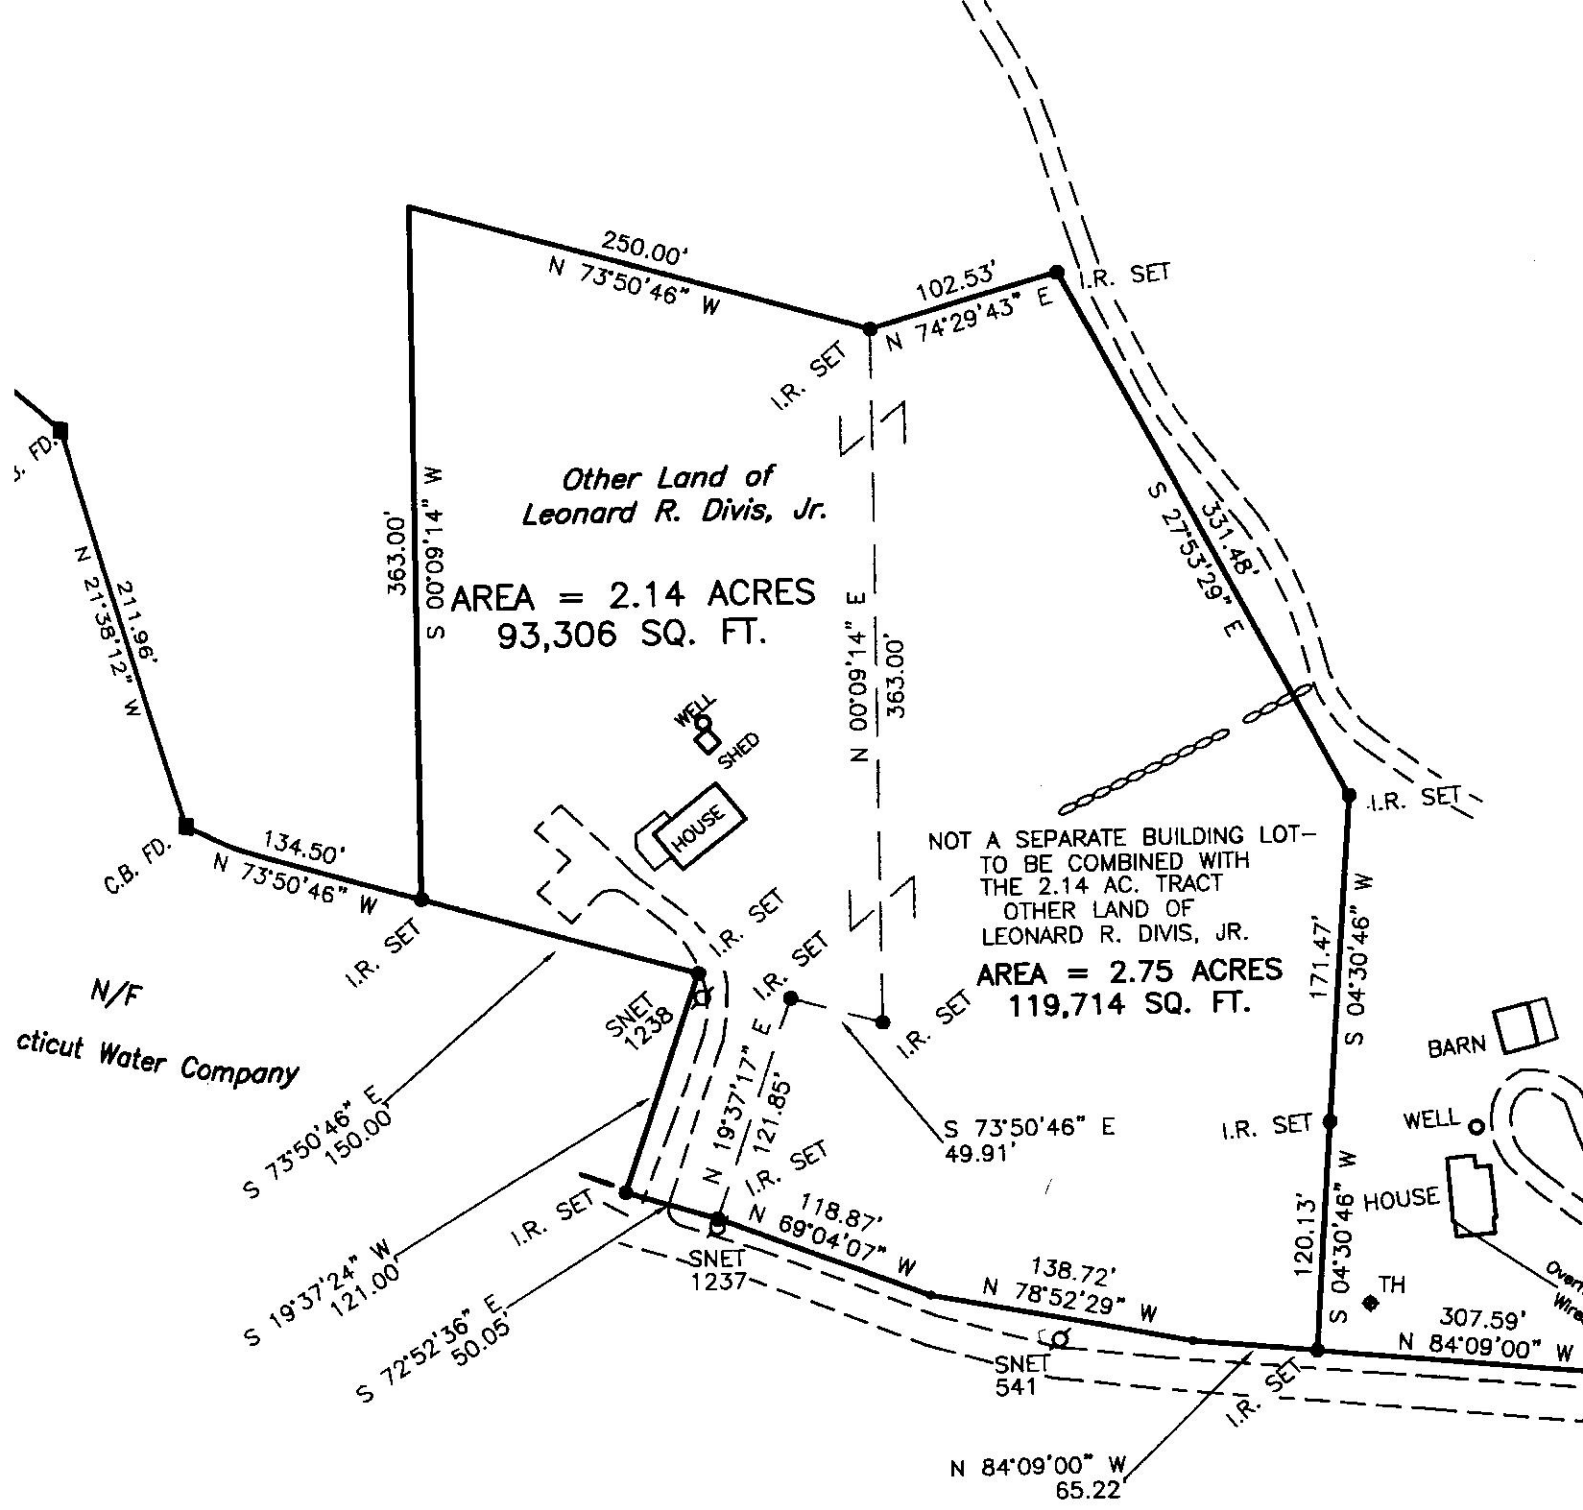 250.00'
N 73°50'46" W
102.53'
N 74°29'43" E
I.R. SET
I.R. SET
FD.
Other Land of
Leonard R. Divis, Jr.
AREA = 2.14 ACRES
93,306 SQ. FT.
363.00'
S 00°09'14" W
N 00°09'14" E
363.00'
331.48'
S 27°53'29" E
211.96'
N 21°38'12" W
WELL
SHED
HOUSE
134.50'
N 73°50'46" W
C.B. FD.
I.R. SET
I.R. SET
I.R. SET
I.R. SET
I.R. SET
NOT A SEPARATE BUILDING LOT-
TO BE COMBINED WITH
THE 2.14 AC. TRACT
OTHER LAND OF
LEONARD R. DIVIS, JR.
AREA = 2.75 ACRES
119,714 SQ. FT.
171.47'
S 04°30'46" W
N/F
cticut Water Company
SNET
1238
N 19°37'17" E
121.85'
S 73°50'46" E
49.91'
S 73°50'46" E
150.00'
BARN
WELL
HOUSE
I.R. SET
I.R. SET
I.R. SET
S 19°37'24" W
121.00'
S 72°52'36" E
50.05'
SNET
1237
118.87'
N 69°04'07" W
138.72'
N 78°52'29" W
120.13'
S 04°30'46" W
TH
307.59'
N 84°09'00" W
SNET
541
I.R. SET
N 84°09'00" W
65.22'